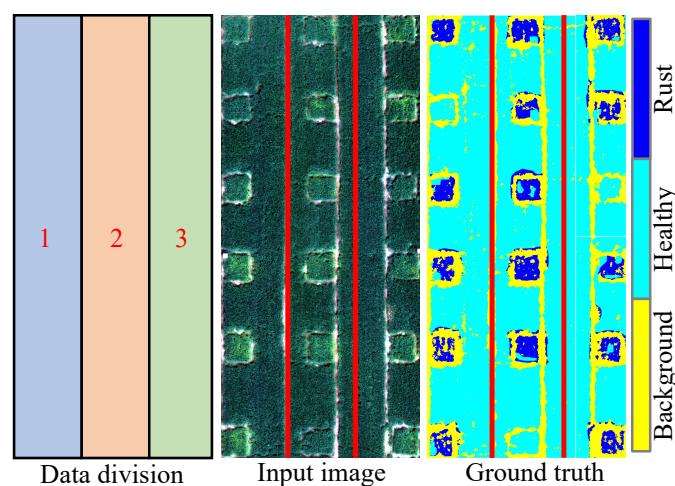 1
2
3
Rust
Healthy
Background
Data division
Input image
Ground truth